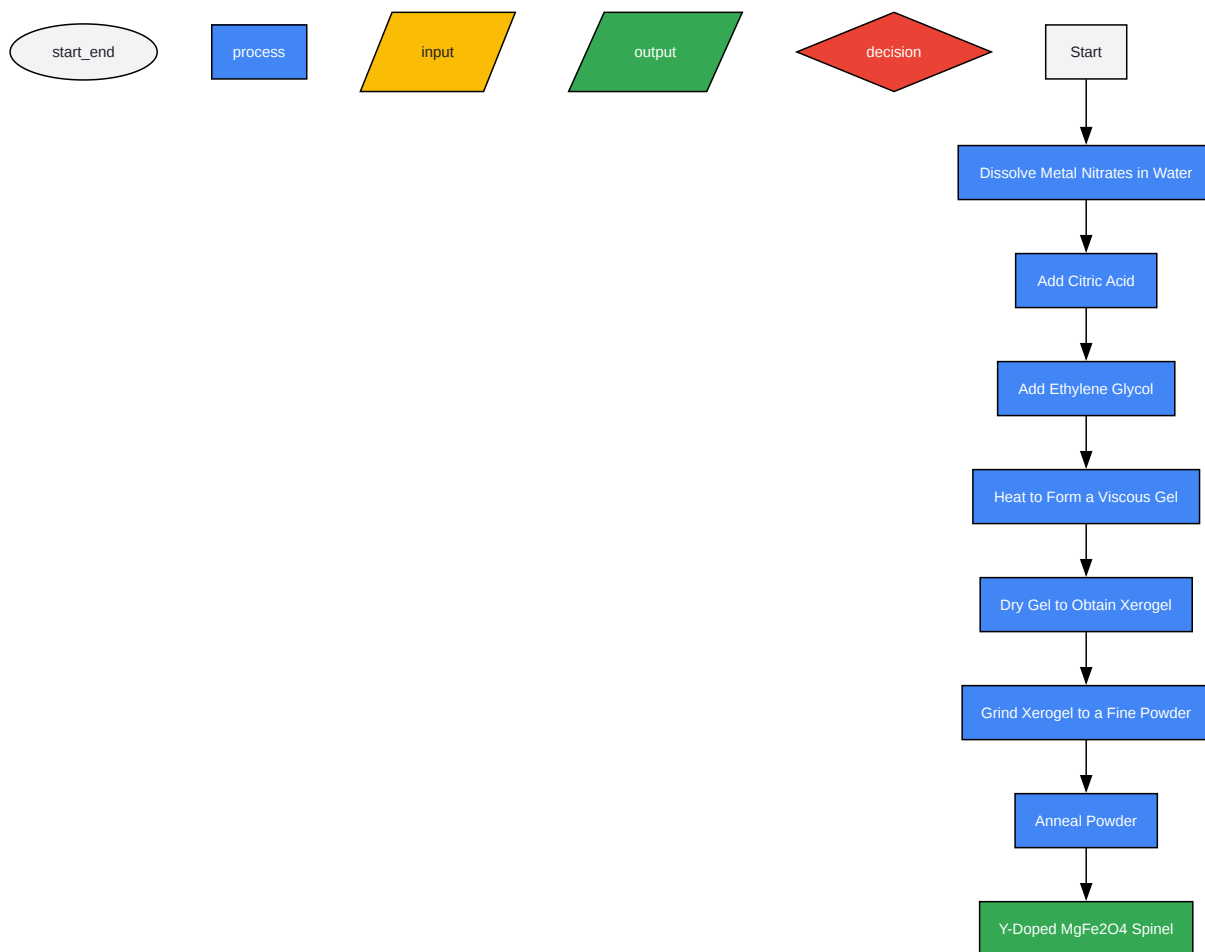 start_end
process
input
output
decision
Start
Dissolve Metal Nitrates in Water
Add Citric Acid
Add Ethylene Glycol
Heat to Form a Viscous Gel
Dry Gel to Obtain Xerogel
Grind Xerogel to a Fine Powder
Anneal Powder
Y-Doped MgFe2O4 Spinel